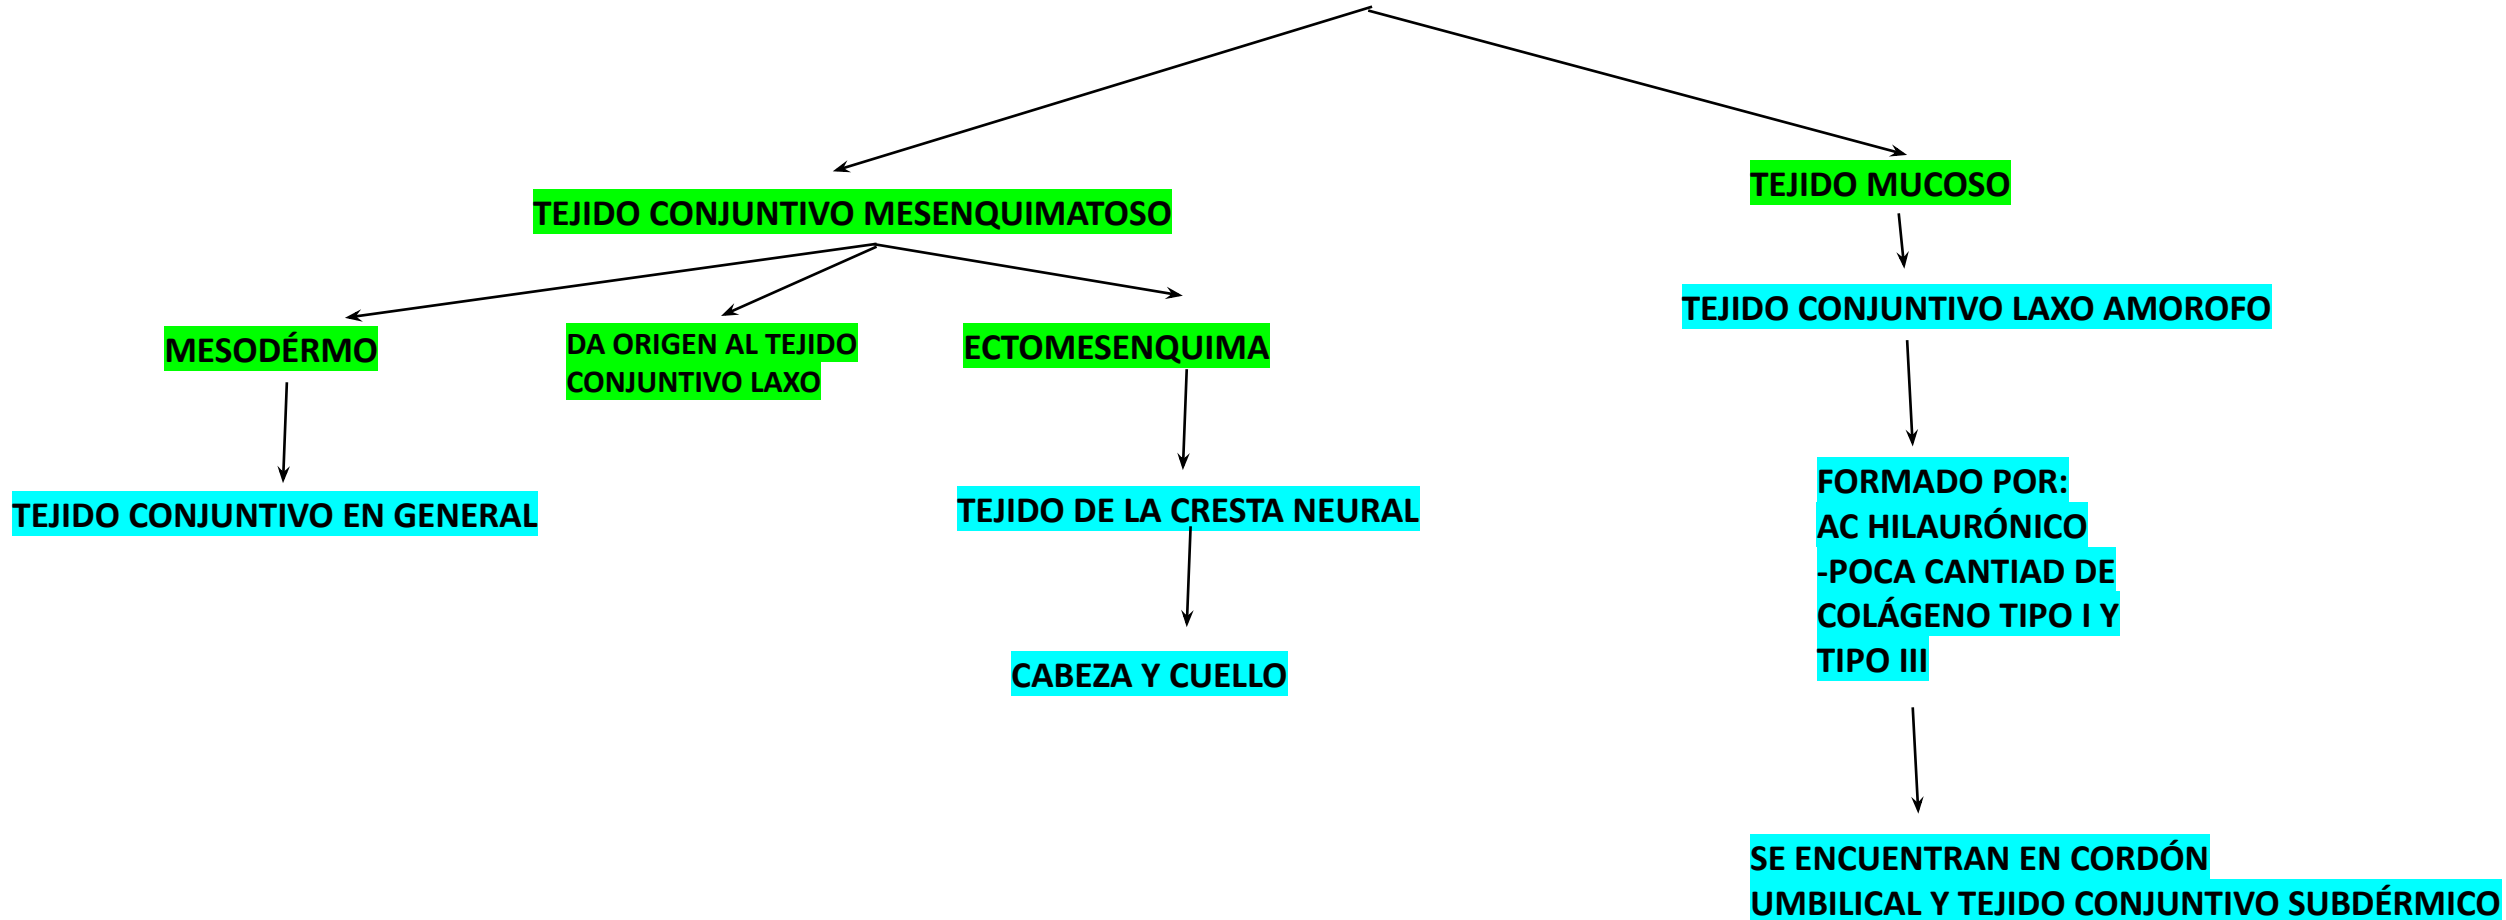 TEJIDO CONJUNTIVO MESENQUIMATOSO
TEJIDO MUCOSO
MESODÉRMO
DA ORIGEN AL TEJIDO
CONJUNTIVO LAXO
ECTOMESENQUIMA
TEJIDO CONJUNTIVO LAXO AMOROFO
TEJIDO CONJUNTIVO EN GENERAL
TEJIDO DE LA CRESTA NEURAL
CABEZA Y CUELLO
FORMADO POR:
AC HILAURÓNICO
-POCA CANTIAD DE
COLÁGENO TIPO I Y
TIPO III
SE ENCUENTRAN EN CORDÓN
UMBILICAL Y TEJIDO CONJUNTIVO SUBDÉRMICO